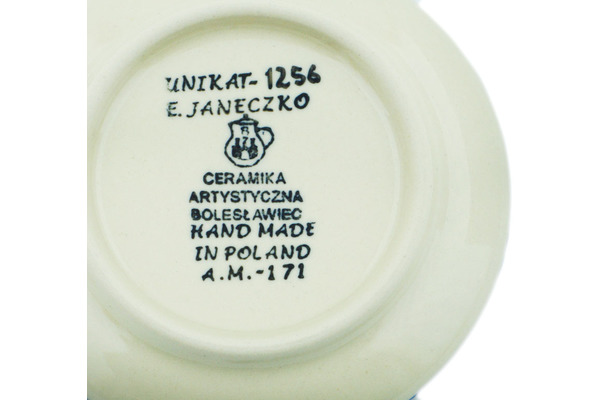 UNIKAT-1256
E. JANECZKO
B
CERAMIKA
ARTYSTYCZNA
BOLESŁAWIEC
HAND MADE
IN POLAND
A.M.-171